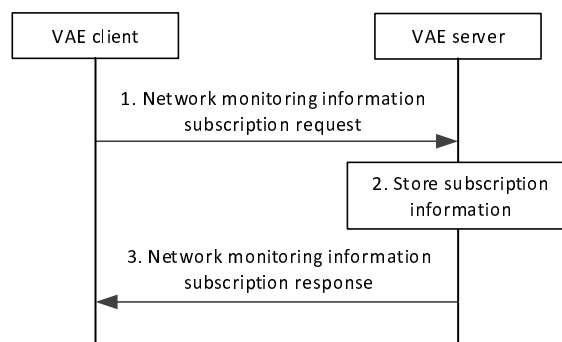 VAE client
VAE server
1. Network monitoring information
subscription request
2. Store subscription
information
3. Network monitoring information
subscription response